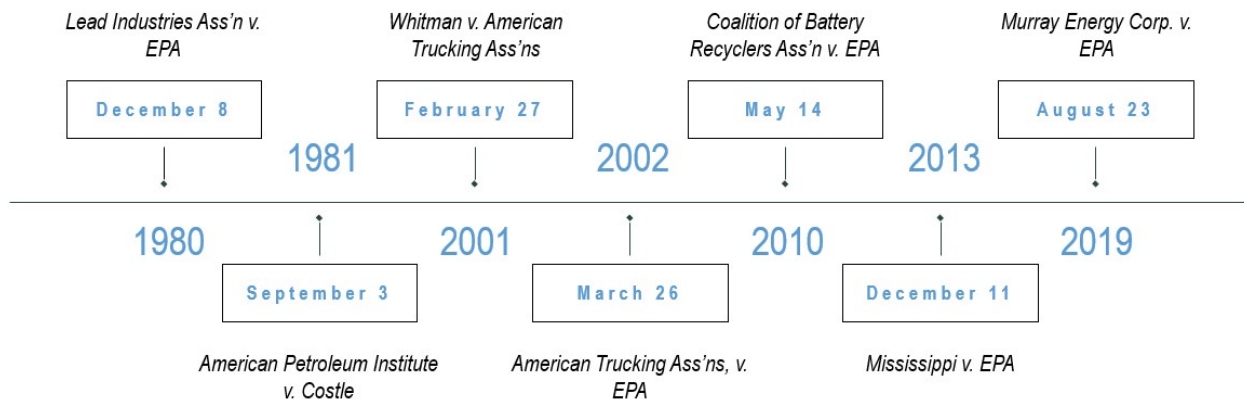 Lead Industries Ass'n v.
EPA
December 8
1980
1981
September 3
American Petroleum Institute
v. Costle
Whitman v. American
Trucking Ass'ns
February 27
2001
2002
March 26
American Trucking Ass'ns, v.
EPA
Coalition of Battery
Recyclers Ass'n v. EPA
May 14
2010
2013
December 11
Mississippi v. EPA
Murray Energy Corp. v.
EPA
August 23
2019